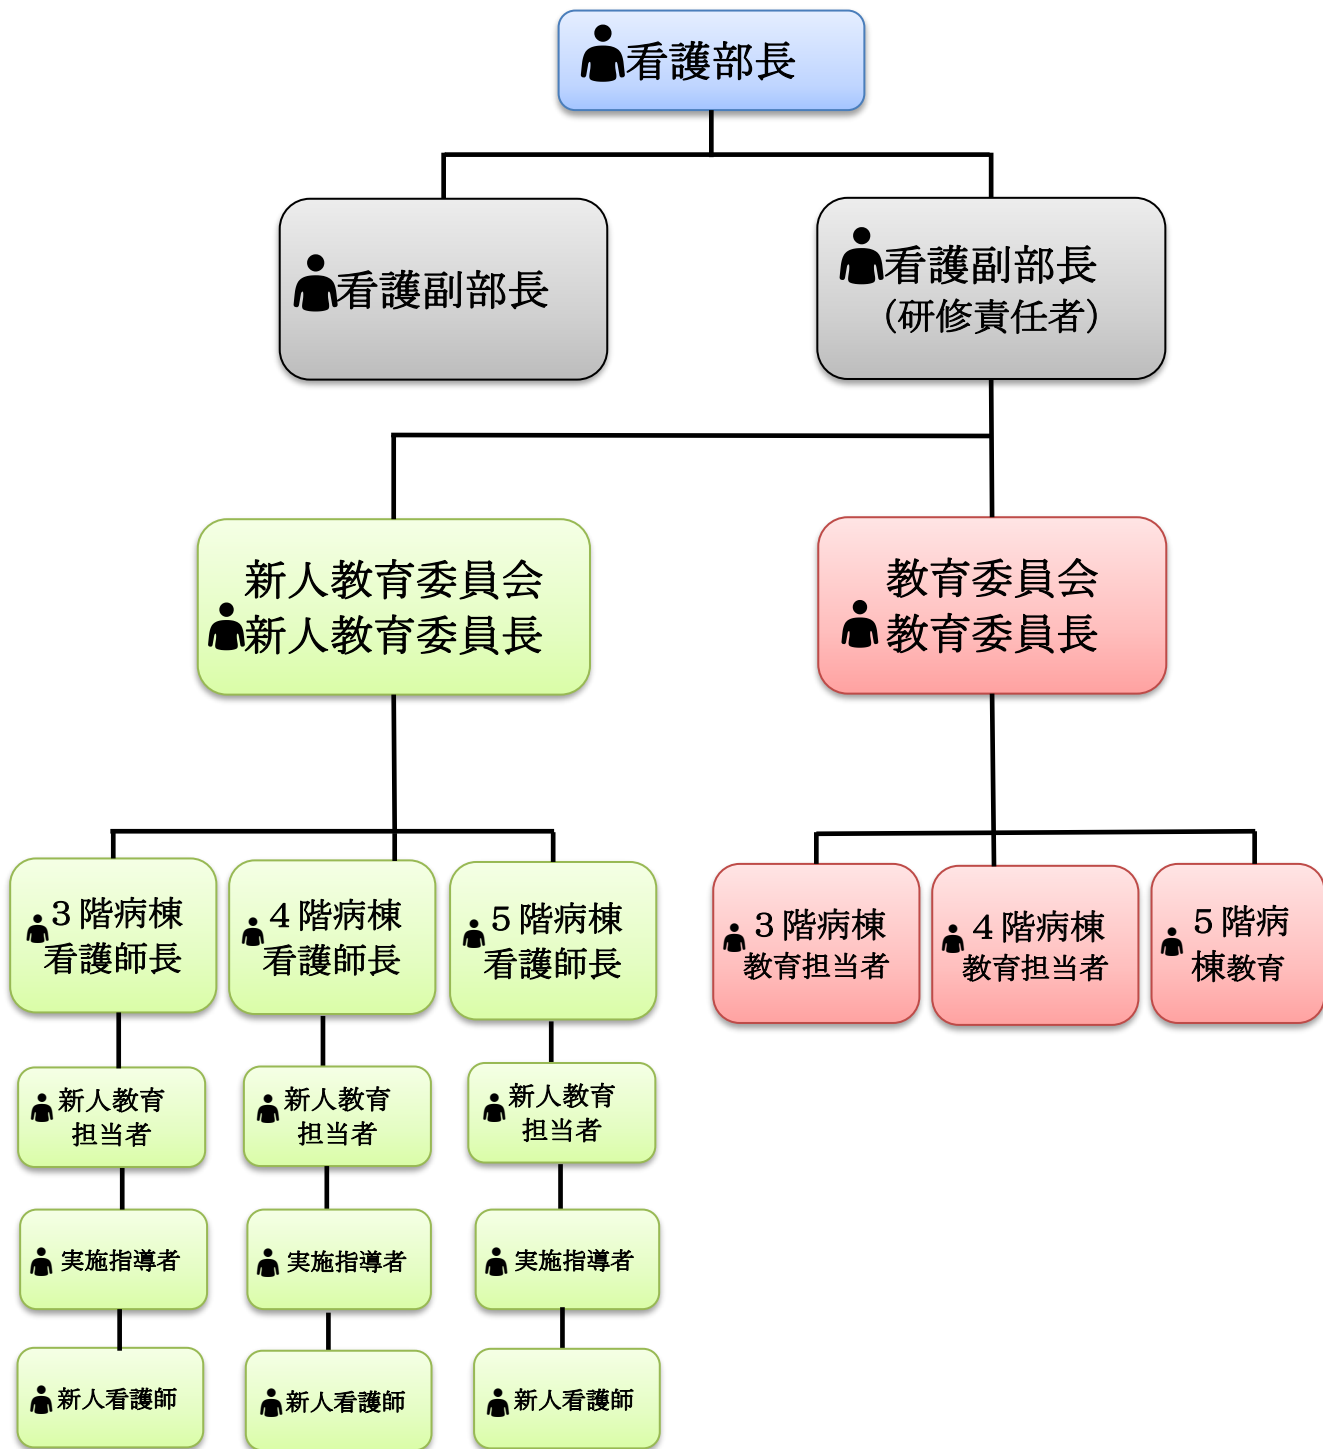 看護部長
看護副部長
看護副部長
（研修責任者）
新人教育委員会
新人教育委員長
教育委員会
教育委員長
３階病棟
看護師長
４階病棟
看護師長
５階病棟
看護師長
３階病棟
教育担当者
４階病棟
教育担当者
５階病
棟教育
新人教育
担当者
新人教育
担当者
新人教育
担当者
実施指導者
実施指導者
実施指導者
新人看護師
新人看護師
新人看護師